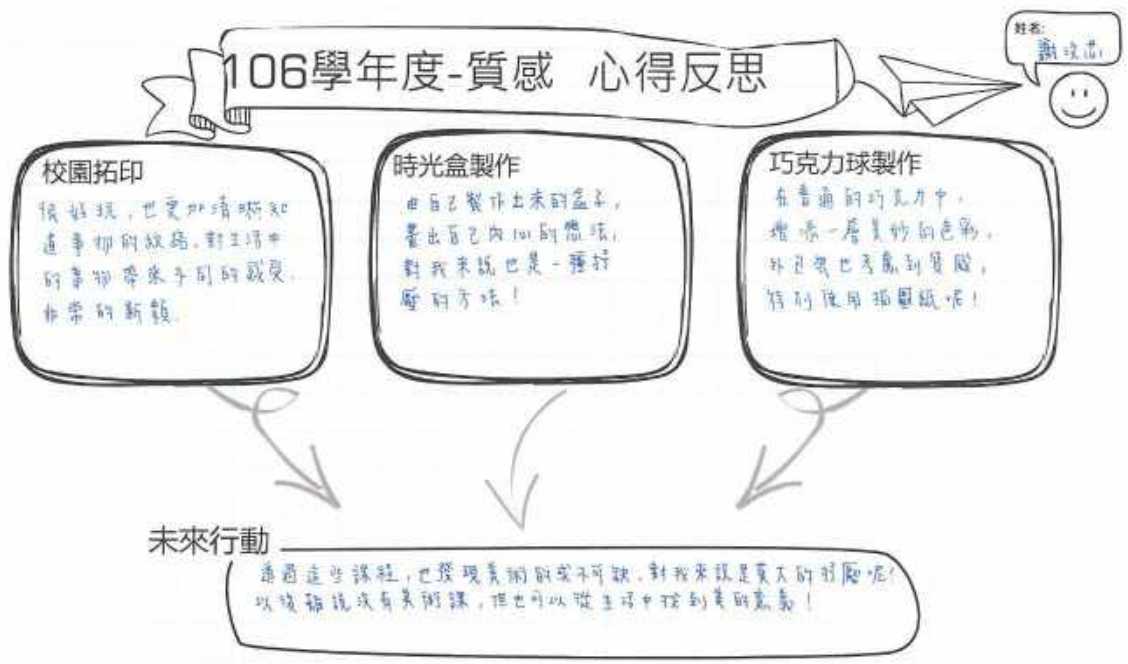 106學年度-質感 心得反思
姓名:
謝
校園拓印
很好玩,也更加清晰知
道事物的紋路,對生活中
的事物帶來不同的感受.
非常的新穎.
時光盒製作
由自己製作出來的盒子,
畫出自己內心的想法,
對我來說也是一種抒
壓的方法!
巧克力球製作
在普通的巧克力中,
增添一層美妙的色彩,
外包裝也考慮到質感,
特別使用描圖紙呢!
未來行動
透過這些課程,也發現美術的或不可缺,對我來說是莫大的抒壓呢!
以後雖說沒有美術課,但也可以從生活中找到美的意義!